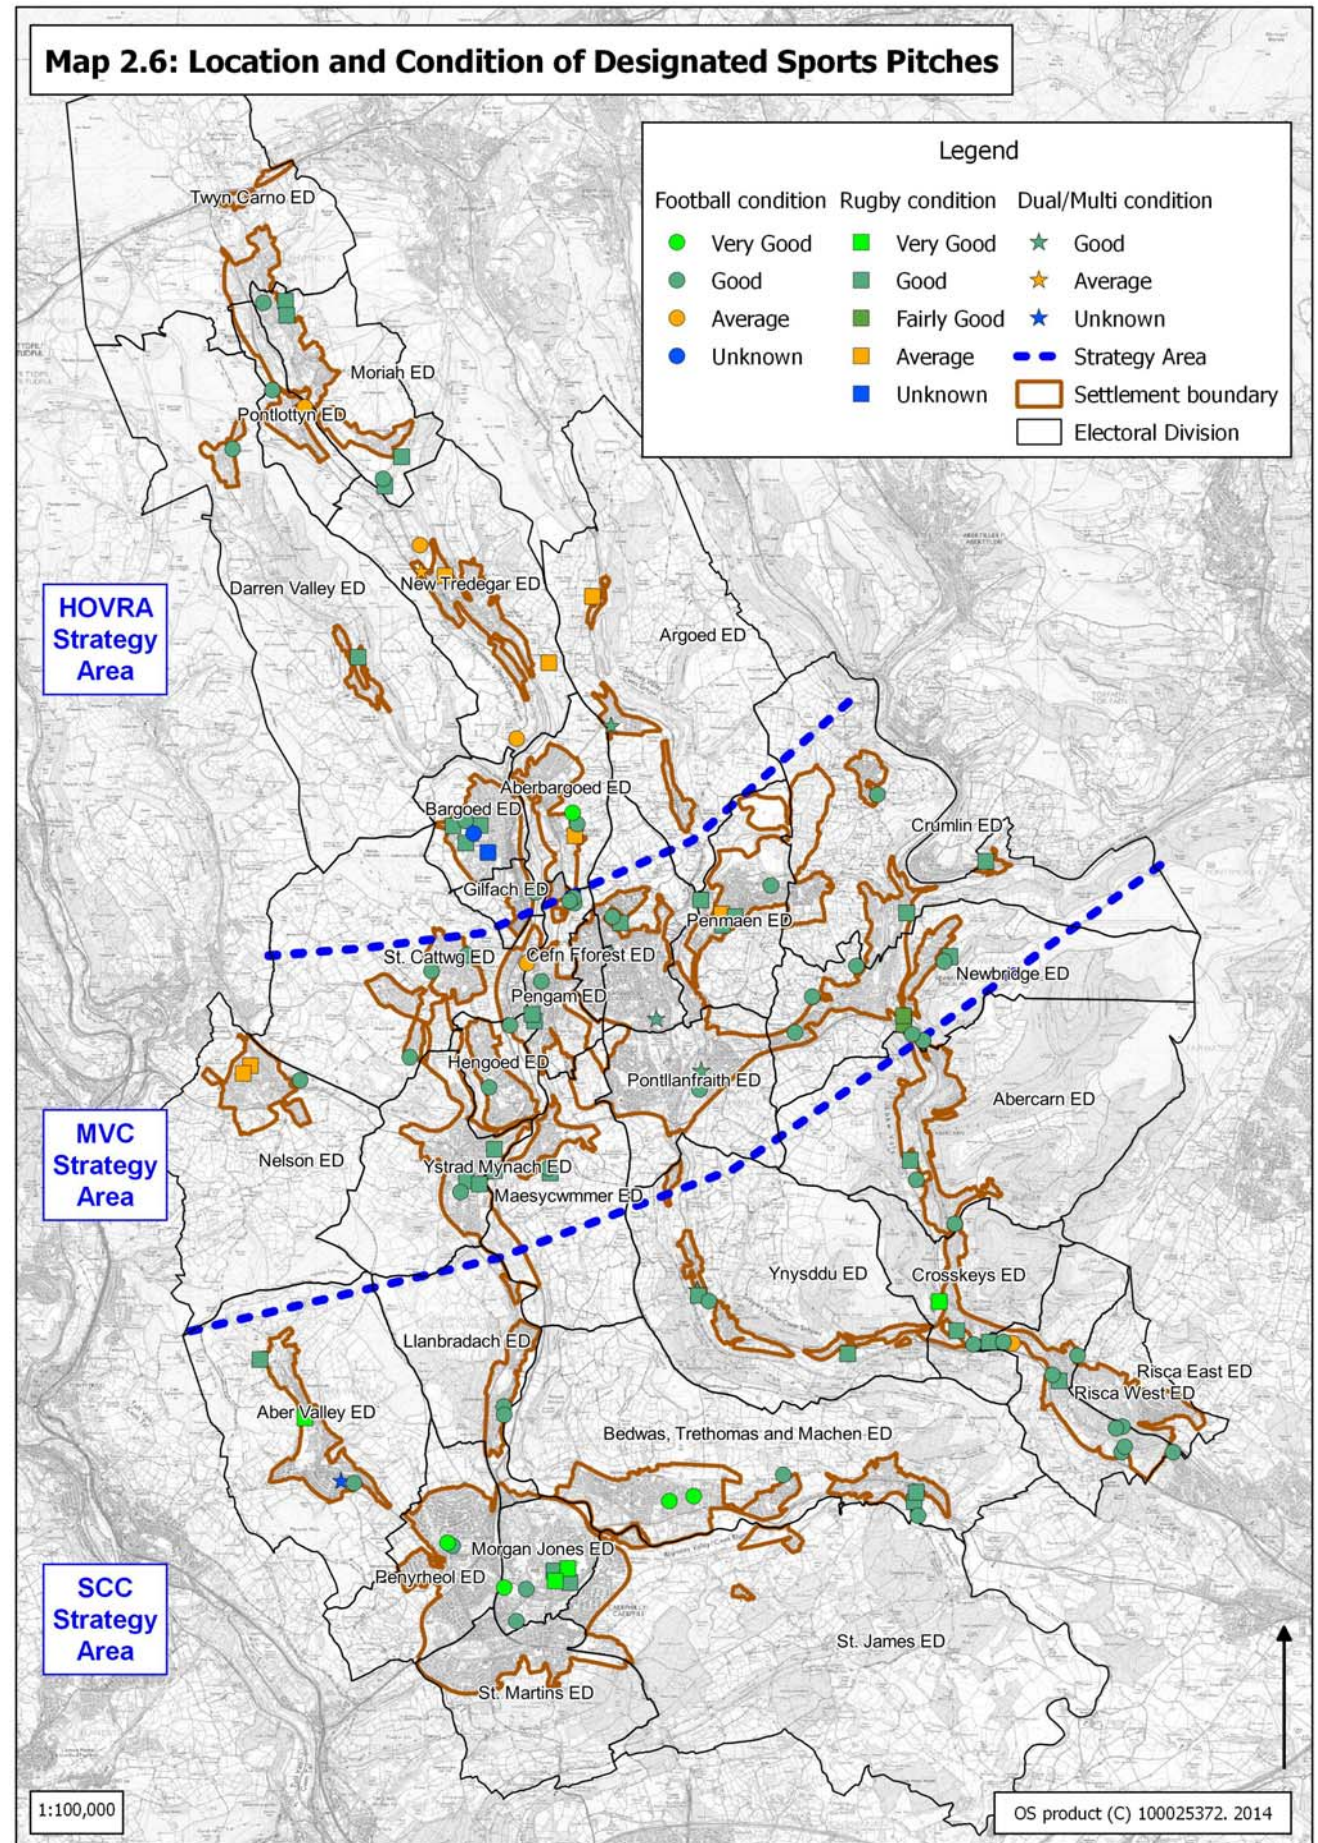 Map 2.6: Location and Condition of Designated Sports Pitches
Legend
Football condition Rugby condition Dual/Multi condition
Very Good Very Good Good
Good Good Average
Average Fairly Good Unknown
Unknown Average Strategy Area
Unknown Settlement boundary
Electoral Division
Twyn Carno ED
Moriah ED
Pontlottyn ED
Darren Valley ED
New Tredegar ED
HOVRA
Strategy
Area
Argoed ED
Aberbargoed ED
Bargoed ED
Crumlin ED
Gilfach ED
Penmaen ED
St. Cattwg ED
Cefn Fforest ED
Newbridge ED
Pengam ED
Hengoed ED
Pontllanfraith ED
Abercarn ED
MVC
Strategy
Area
Nelson ED
Ystrad Mynach ED
Maesycwmmer ED
Ynysddu ED
Crosskeys ED
Llanbradach ED
Risca East ED
Risca West ED
Aber Valley ED
Bedwas, Trethomas and Machen ED
Morgan Jones ED
Penyrheol ED
SCC
Strategy
Area
St. James ED
St. Martins ED
1:100,000
OS product (C) 100025372. 2014